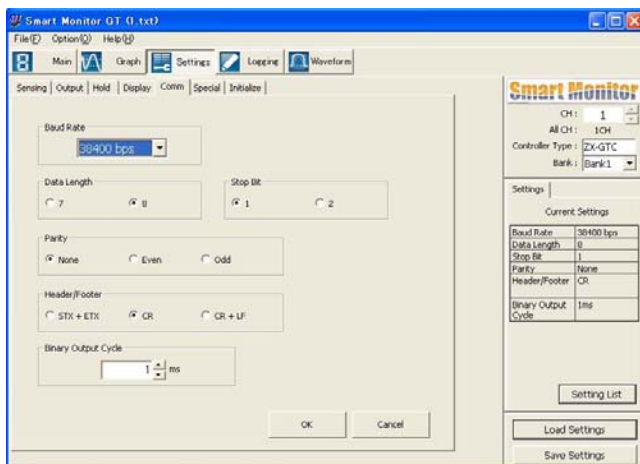 Smart Monitor GT (1.txt)
File(F) Option(O) Help(H)
Main Graph Settings Logging Waveform
Sensing Output Hold Display Comm Special Initialize
Baud Rate
38400 bps
Data Length
7 8
Stop Bit
1 2
Parity
None Even Odd
Header/Footer
STX + ETX CR CR + LF
Binary Output Cycle
1 ms
OK Cancel
Smart Monitor
CH : 1
All CH : 1CH
Controller Type : ZX-GTC
Bank : Bank1
Settings
Current Settings
Baud Rate 38400 bps
Data Length 8
Stop Bit 1
Parity None
Header/Footer CR
Binary Output Cycle 1ms
Setting List
Load Settings
Save Settings